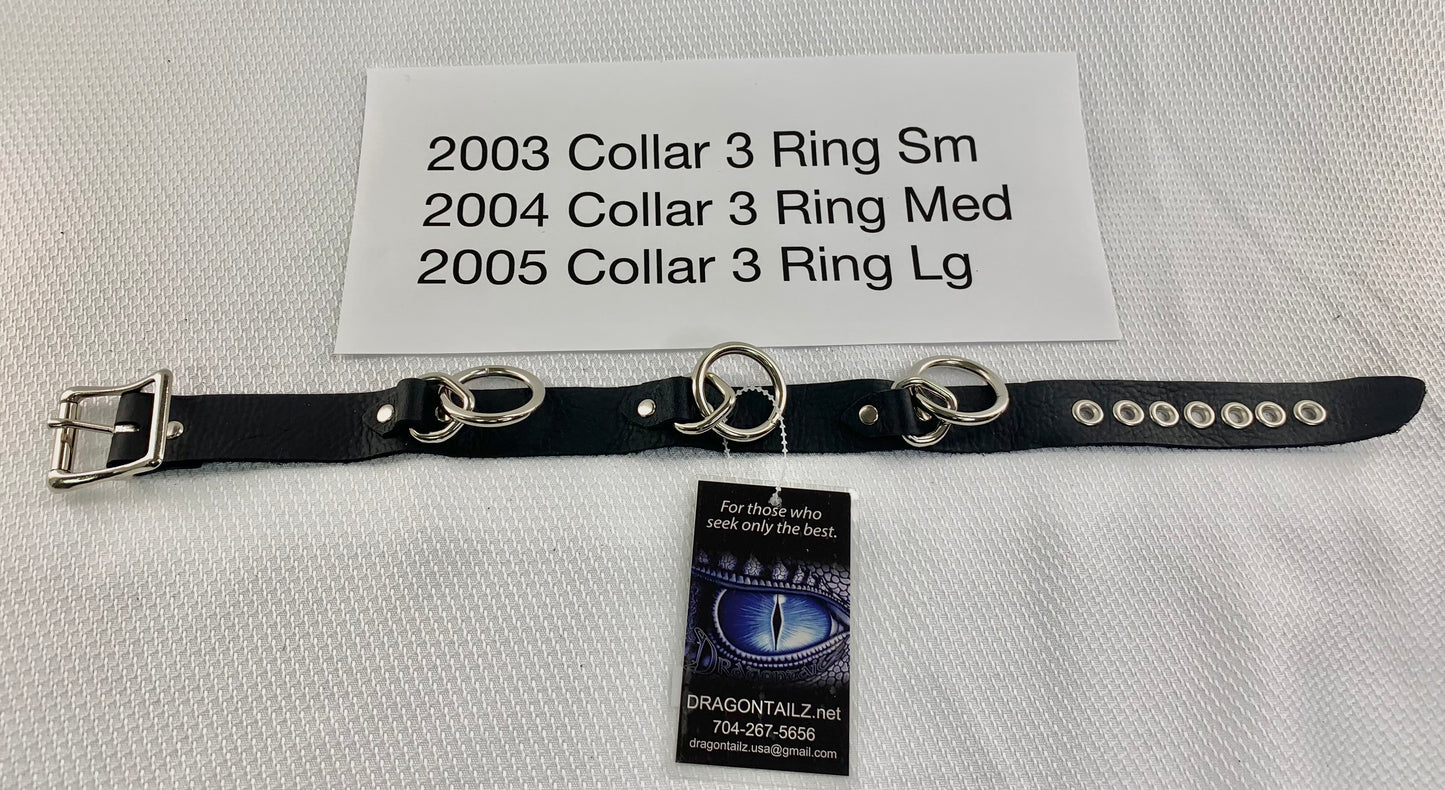 2003 Collar 3 Ring Sm
2004 Collar 3 Ring Med
2005 Collar 3 Ring Lg
For those who
seek only the best.
DRAGONTAILZ.net
704-267-5656
dragontailz.usa@gmail.com